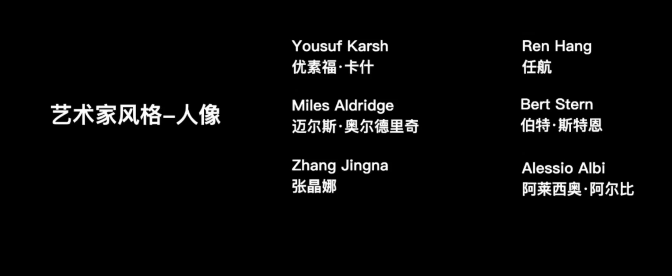 艺术家风格–人像
Yousuf Karsh
优素福·卡什
Miles Aldridge
迈尔斯·奥尔德里奇
Zhang Jingna
张晶娜
Ren Hang
任航
Bert Stern
伯特·斯特恩
Alessio Albi
阿莱西奥·阿尔比